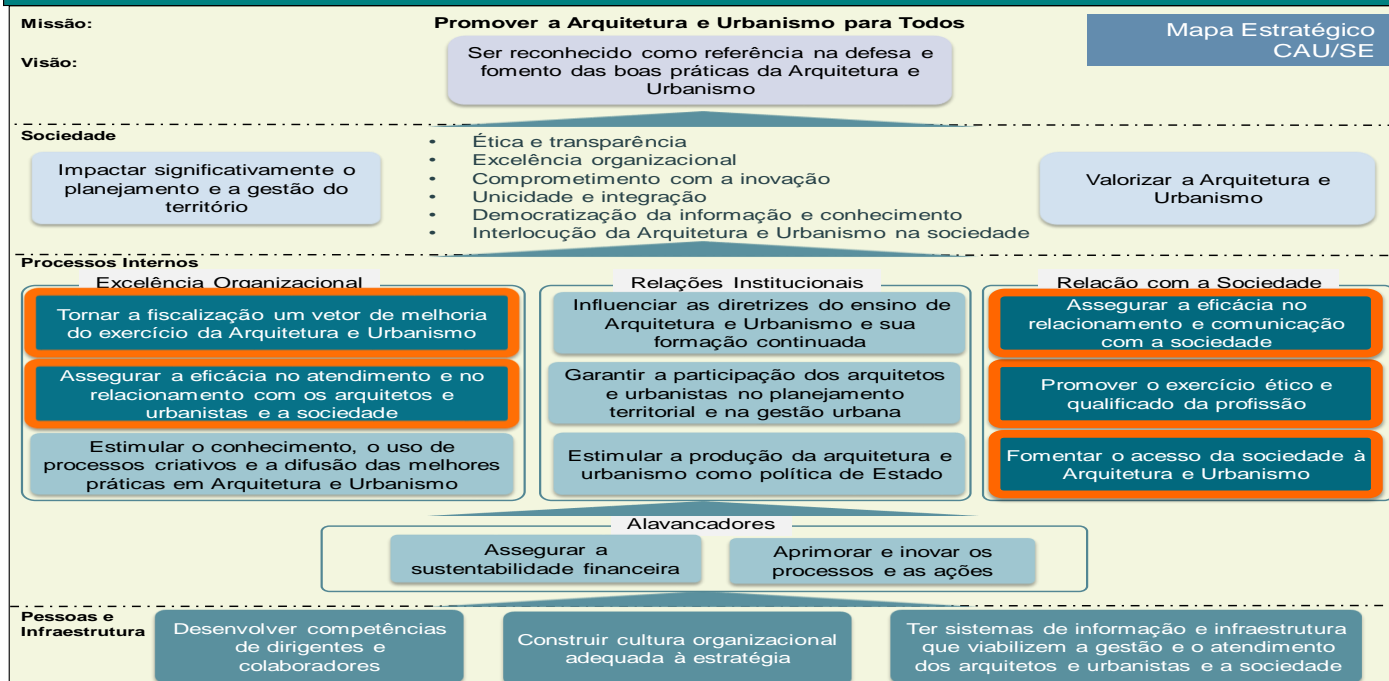 Missão:
Promover a Arquitetura e Urbanismo para Todos
Mapa Estratégico
CAU/SE
Visão:
Ser reconhecido como referência na defesa e
fomento das boas práticas da Arquitetura e
Urbanismo
Sociedade
Impactar significativamente o
planejamento e a gestão do
território
• Ética e transparência
• Excelência organizacional
• Comprometimento com a inovação
• Unicidade e integração
• Democratização da informação e conhecimento
• Interlocução da Arquitetura e Urbanismo na sociedade
Valorizar a Arquitetura e
Urbanismo
Processos Internos
Excelência Organizacional
Tornar a fiscalização um vetor de melhoria
do exercício da Arquitetura e Urbanismo
Assegurar a eficácia no atendimento e no
relacionamento com os arquitetos e
urbanistas e a sociedade
Estimular o conhecimento, o uso de
processos criativos e a difusão das melhores
práticas em Arquitetura e Urbanismo
Relações Institucionais
Influenciar as diretrizes do ensino de
Arquitetura e Urbanismo e sua
formação continuada
Garantir a participação dos arquitetos
e urbanistas no planejamento
territorial e na gestão urbana
Estimular a produção da arquitetura e
urbanismo como política de Estado
Relação com a Sociedade
Assegurar a eficácia no
relacionamento e comunicação
com a sociedade
Promover o exercício ético e
qualificado da profissão
Fomentar o acesso da sociedade à
Arquitetura e Urbanismo
Alavancadores
Assegurar a
sustentabilidade financeira
Aprimorar e inovar os
processos e as ações
Pessoas e
Infraestrutura
Desenvolver competências
de dirigentes e
colaboradores
Construir cultura organizacional
adequada à estratégia
Ter sistemas de informação e infraestrutura
que viabilizem a gestão e o atendimento
dos arquitetos e urbanistas e a sociedade